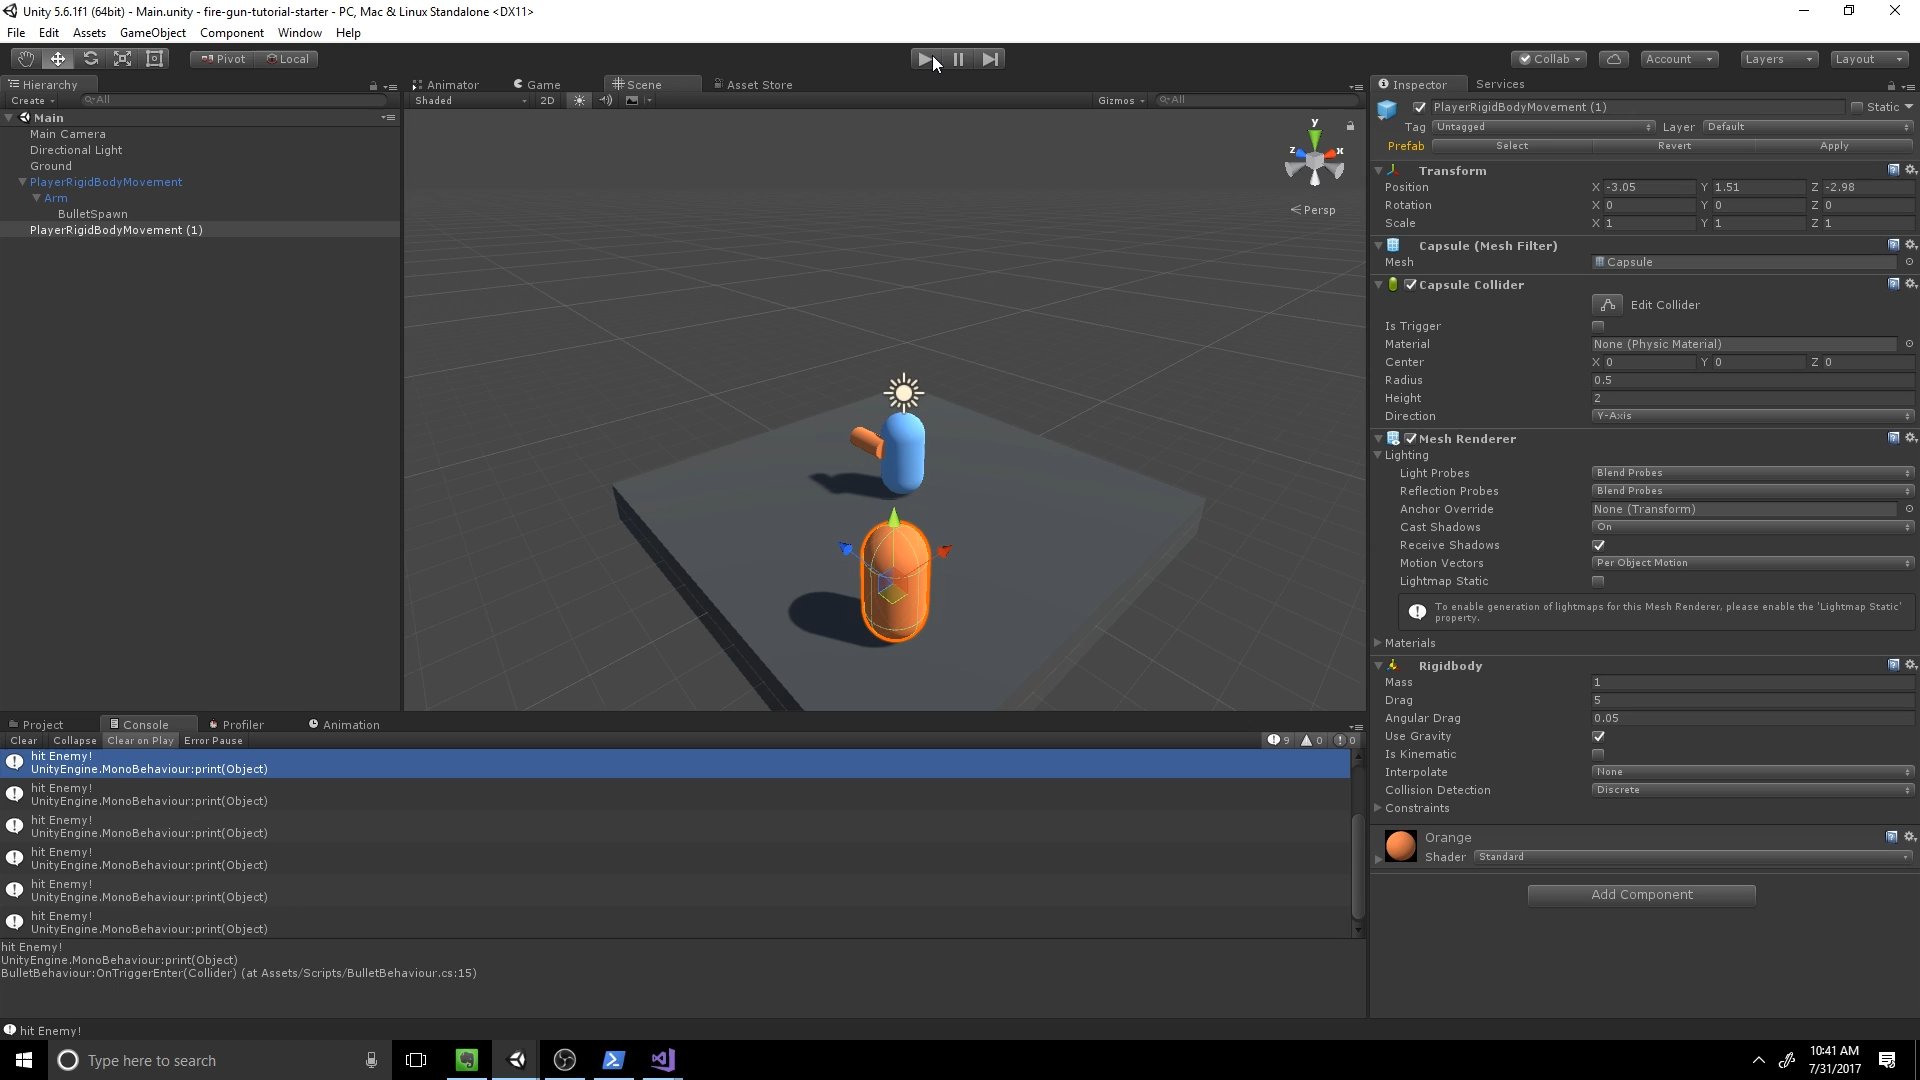 Unity 5.6.1f1 (64bit) - Main.unity - fire-gun-tutorial-starter - PC, Mac & Linux Standalone <DX11>
File Edit Assets GameObject Component Window Help
Pivot Local Collab Account Layers Layout
Hierarchy
Create All
Main
Main Camera
Directional Light
Ground
PlayerRigidBodyMovement
Arm
BulletSpawn
PlayerRigidBodyMovement (1)
Animator Game Scene Asset Store
Shaded 2D Gizmos All
y
z x
Persp
Inspector Services
PlayerRigidBodyMovement (1) Static
Tag Untagged Layer Default
Prefab Select Revert Apply
Transform
Position X -3.05 Y 1.51 Z -2.98
Rotation X 0 Y 0 Z 0
Scale X 1 Y 1 Z 1
Capsule (Mesh Filter)
Mesh Capsule
Capsule Collider
Edit Collider
Is Trigger
Material None (Physic Material)
Center X 0 Y 0 Z 0
Radius 0.5
Height 2
Direction Y-Axis
Mesh Renderer
Lighting
Light Probes Blend Probes
Reflection Probes Blend Probes
Anchor Override None (Transform)
Cast Shadows On
Receive Shadows
Motion Vectors Per Object Motion
Lightmap Static
To enable generation of lightmaps for this Mesh Renderer, please enable the 'Lightmap Static'
property.
Materials
Rigidbody
Mass 1
Drag 5
Angular Drag 0.05
Use Gravity
Is Kinematic
Interpolate None
Collision Detection Discrete
Constraints
Orange
Shader Standard
Add Component
Project Console Profiler Animation
Clear Collapse Clear on Play Error Pause 9 0 0
hit Enemy!
UnityEngine.MonoBehaviour:print(Object)
hit Enemy!
UnityEngine.MonoBehaviour:print(Object)
hit Enemy!
UnityEngine.MonoBehaviour:print(Object)
hit Enemy!
UnityEngine.MonoBehaviour:print(Object)
hit Enemy!
UnityEngine.MonoBehaviour:print(Object)
hit Enemy!
UnityEngine.MonoBehaviour:print(Object)
hit Enemy!
UnityEngine.MonoBehaviour:print(Object)
BulletBehaviour:OnTriggerEnter(Collider) (at Assets/Scripts/BulletBehaviour.cs:15)
hit Enemy!
Type here to search
10:41 AM
7/31/2017